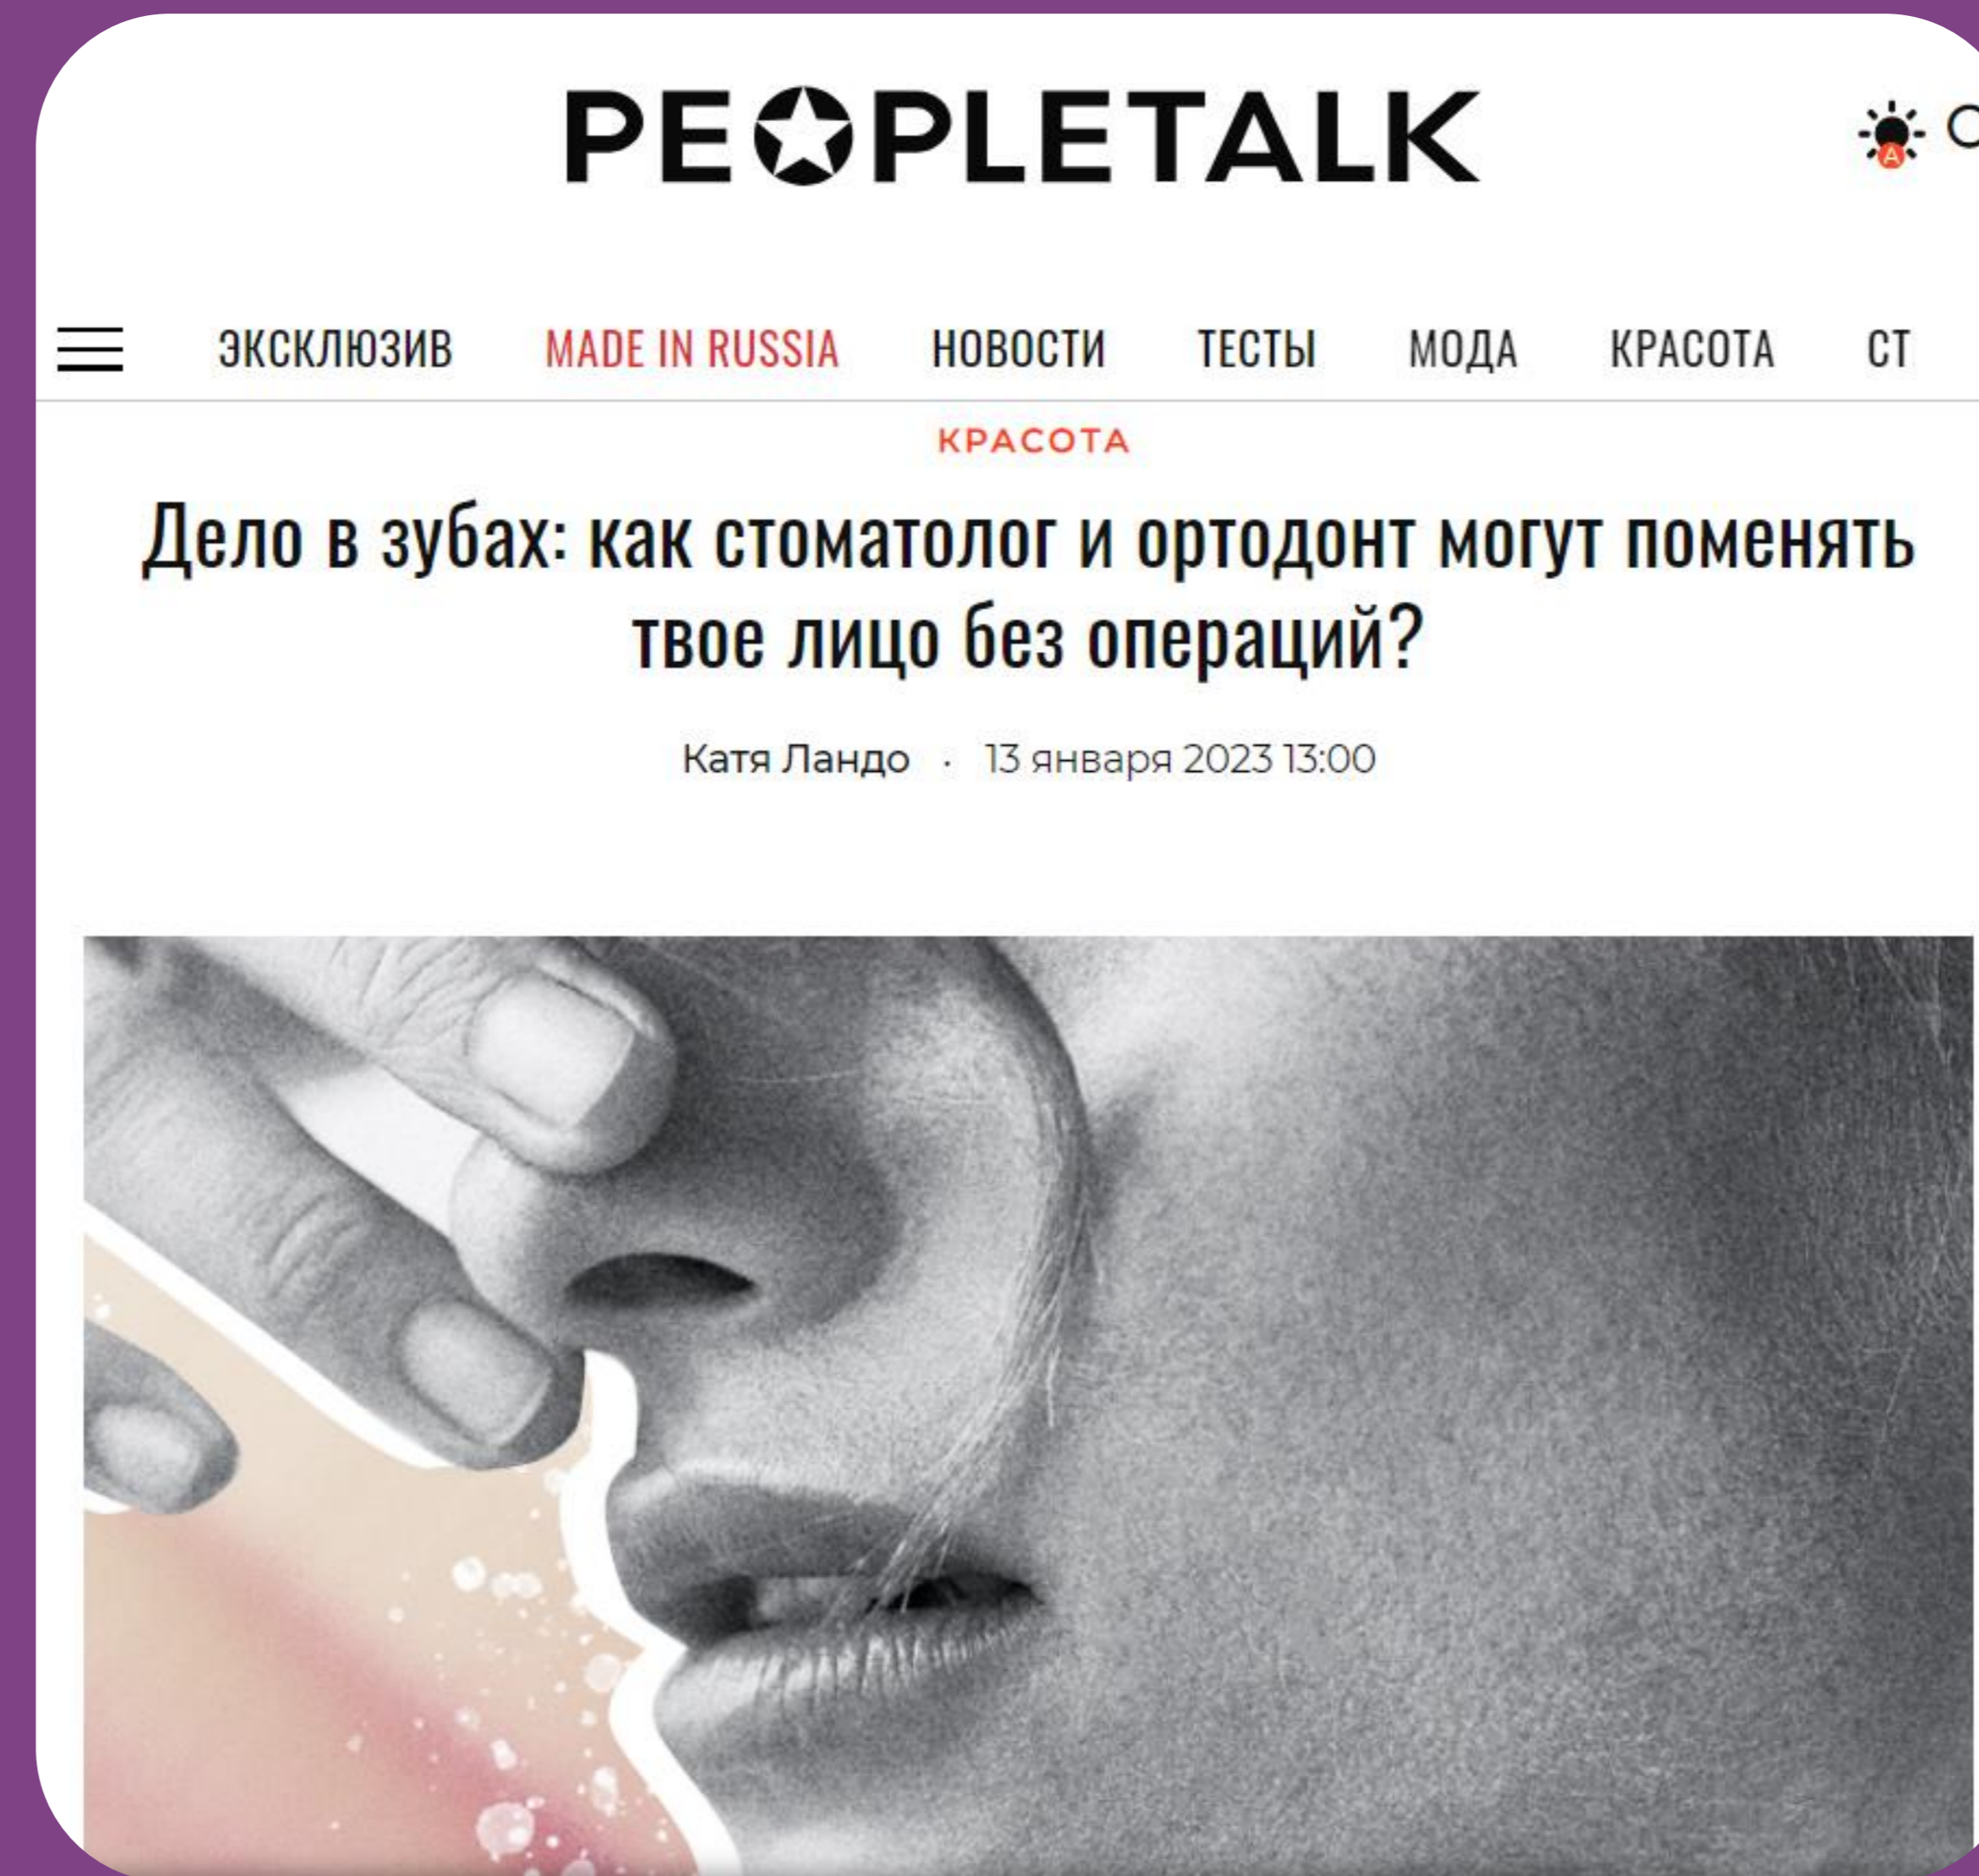 PEOPLETALK
A
ЭКСКЛЮЗИВ MADE IN RUSSIA НОВОСТИ ТЕСТЫ МОДА КРАСОТА СТ
КРАСОТА
Дело в зубах: как стоматолог и ортодонт могут поменять
твое лицо без операций?
Катя Ландо · 13 января 2023 13:00